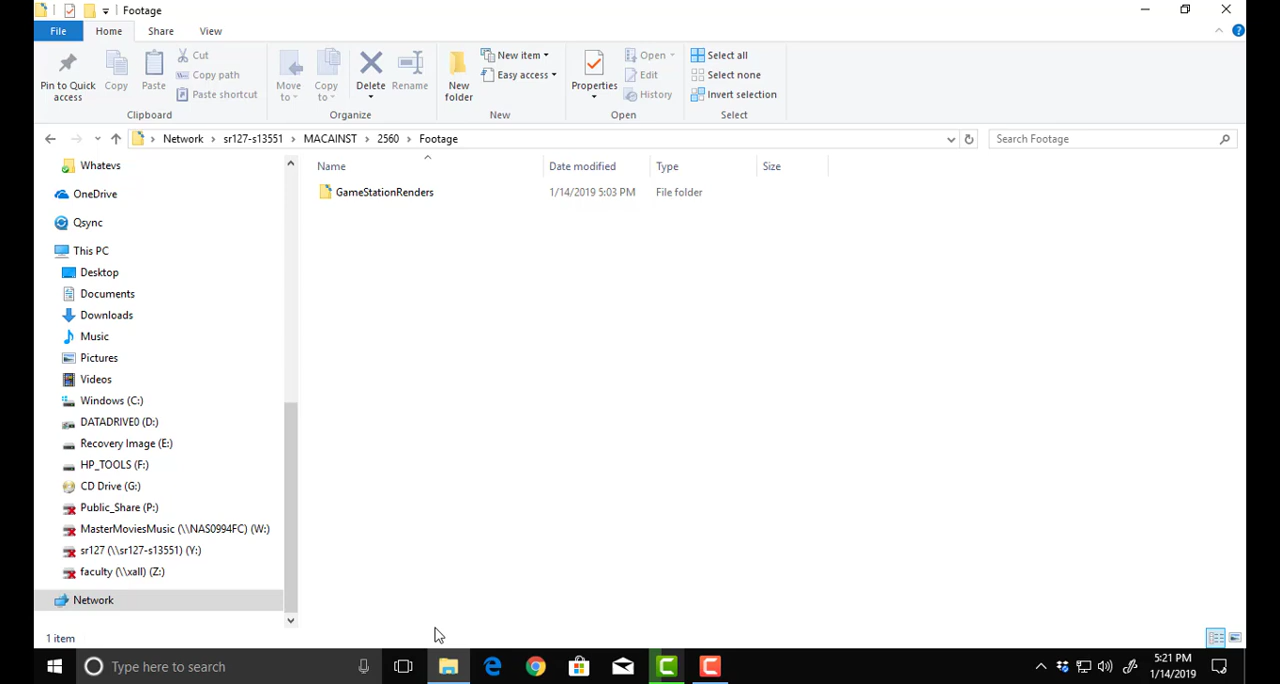 Footage
File Home Share View
Pin to Quick access
Copy
Paste
Cut
Copy path
Paste shortcut
Clipboard
Move to
Copy to
Delete
Rename
Organize
New folder
New item
Easy access
New
Properties
Open
Edit
History
Open
Select all
Select none
Invert selection
Select
Network > sr127-s13551 > MACAINST > 2560 > Footage
Search Footage
Name Date modified Type Size
GameStationRenders 1/14/2019 5:03 PM File folder
Whatevs
OneDrive
Qsync
This PC
Desktop
Documents
Downloads
Music
Pictures
Videos
Windows (C:)
DATADRIVE0 (D:)
Recovery Image (E:)
HP_TOOLS (F:)
CD Drive (G:)
Public_Share (P:)
MasterMoviesMusic (\\NAS0994FC) (W:)
sr127 (\\sr127-s13551) (Y:)
faculty (\\xall) (Z:)
Network
1 item
Type here to search
5:21 PM
1/14/2019